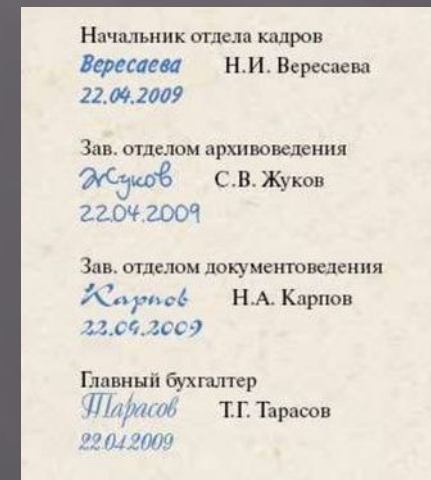 Начальник отдела кадров
Вересаева Н.И. Вересаева
22.04.2009
Зав. отделом архивоведения
Жуков С.В. Жуков
22.04.2009
Зав. отделом документоведения
Карпов Н.А. Карпов
22.04.2009
Главный бухгалтер
Тарасов Т.Г. Тарасов
22.04.2009